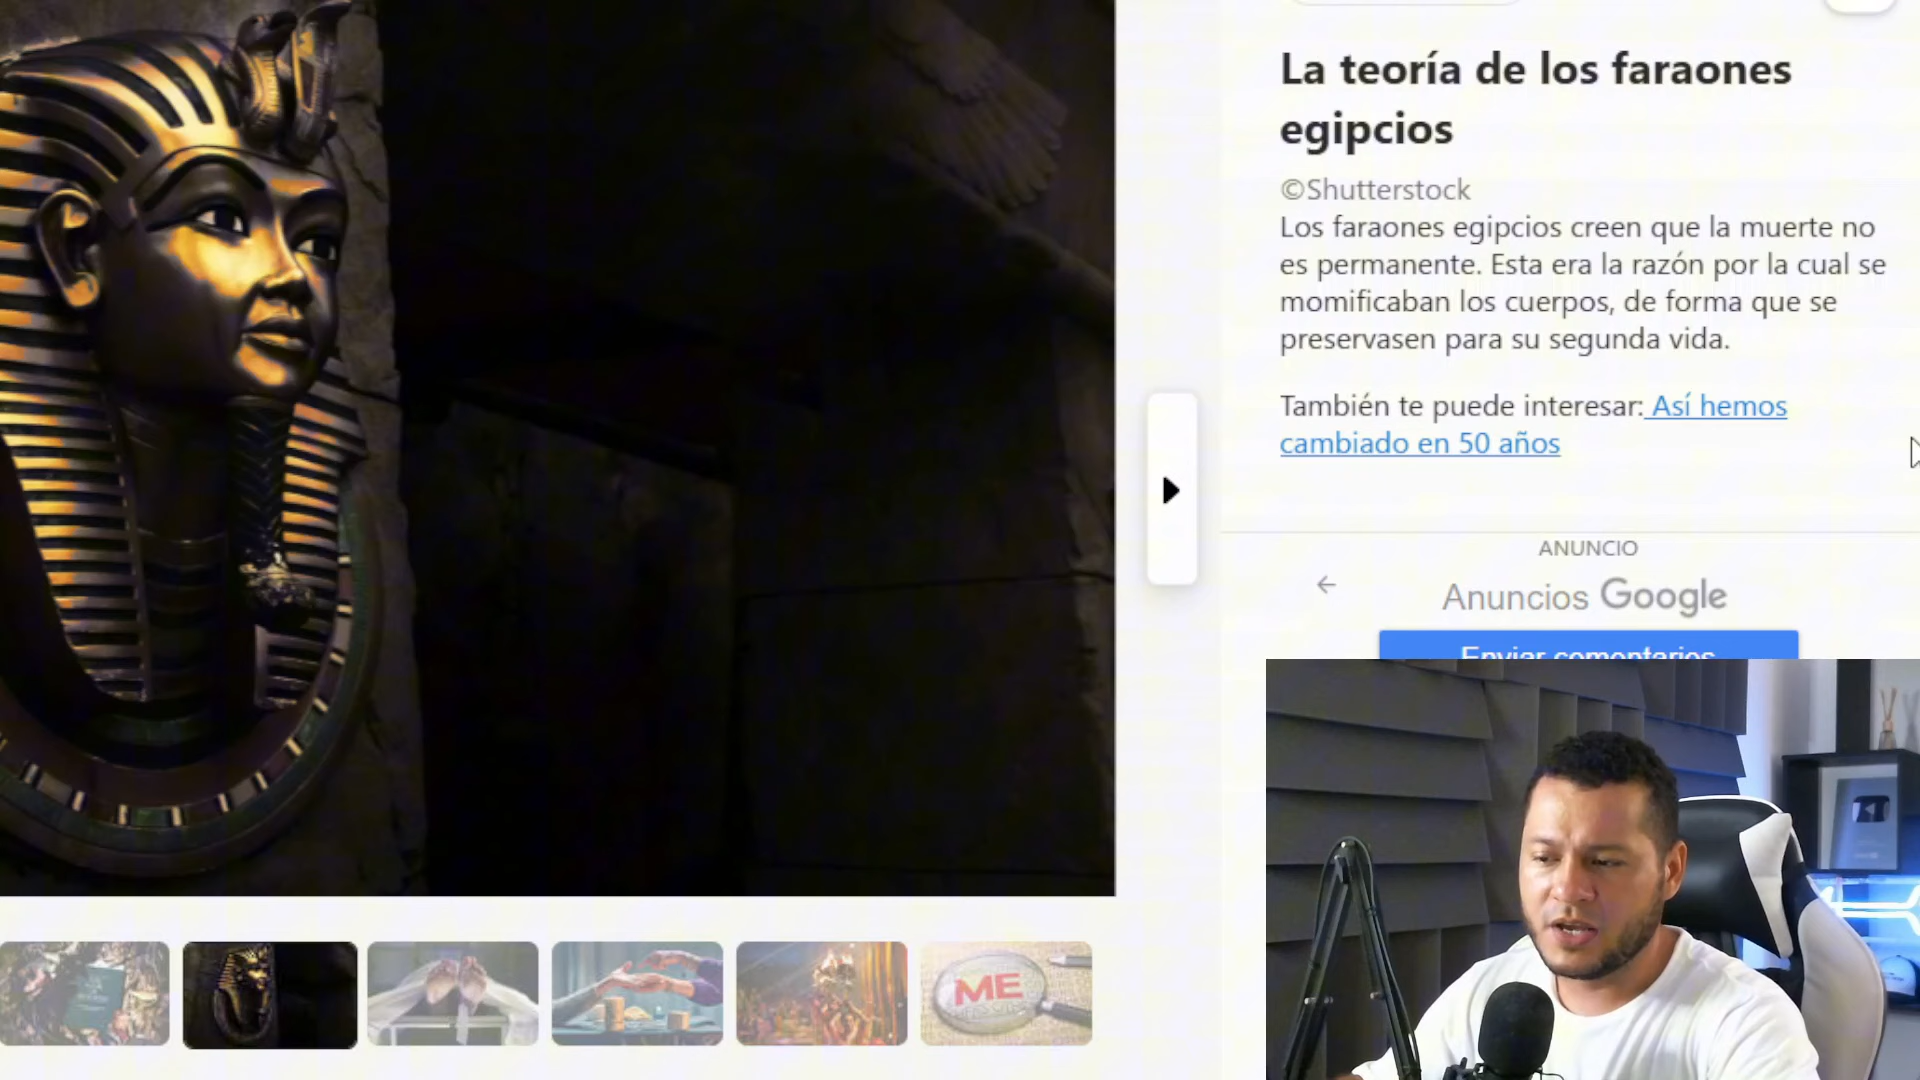 La teoría de los faraones
egipcios
©Shutterstock
Los faraones egipcios creen que la muerte no
es permanente. Esta era la razón por la cual se
momificaban los cuerpos, de forma que se
preservasen para su segunda vida.
También te puede interesar: Así hemos
cambiado en 50 años
ANUNCIO
Anuncios Google
Enviar comentarios
ME